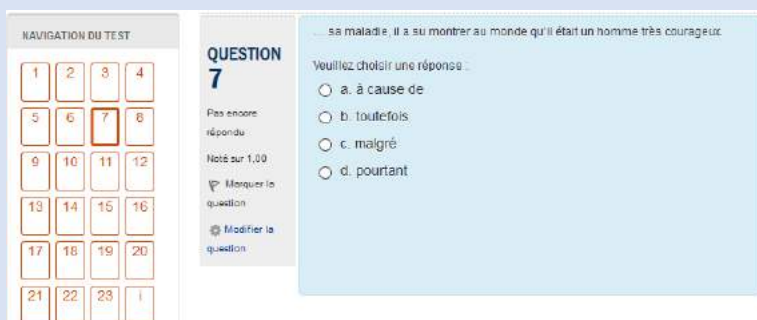 NAVIGATION DU TEST
1 2 3 4
5 6 7 8
9 10 11 12
13 14 15 16
17 18 19 20
21 22 23 i
QUESTION
7
Pas encore
répondu
Noté sur 1,00
Marquer la
question
Modifier la
question
.... sa maladie, il a su montrer au monde qu'il était un homme très courageux.
Veuillez choisir une réponse :
a. à cause de
b. toutefois
c. malgré
d. pourtant